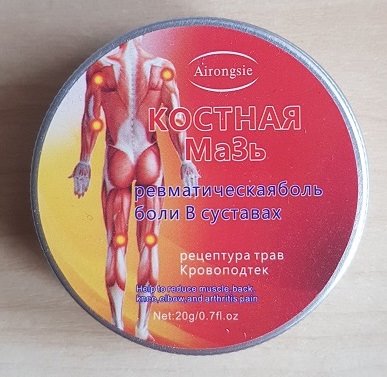 Airongsie
КОСТНАЯ
МаЗь
ревматическаяболь
боли В суставах
рецептура трав
Кровоподтек
Help to reduce muscle,back,
knee,elbow,and arthritis pain
Net:20g/0.7fl.oz